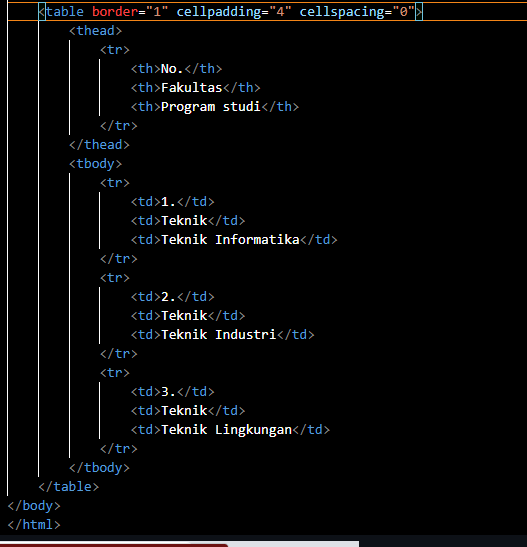 <table border="1" cellpadding="4" cellspacing="0">
<thead>
<tr>
<th>No.</th>
<th>Fakultas</th>
<th>Program studi</th>
</tr>
</thead>
<tbody>
<tr>
<td>1.</td>
<td>Teknik</td>
<td>Teknik Informatika</td>
</tr>
<tr>
<td>2.</td>
<td>Teknik</td>
<td>Teknik Industri</td>
</tr>
<tr>
<td>3.</td>
<td>Teknik</td>
<td>Teknik Lingkungan</td>
</tr>
</tbody>
</table>
</body>
</html>